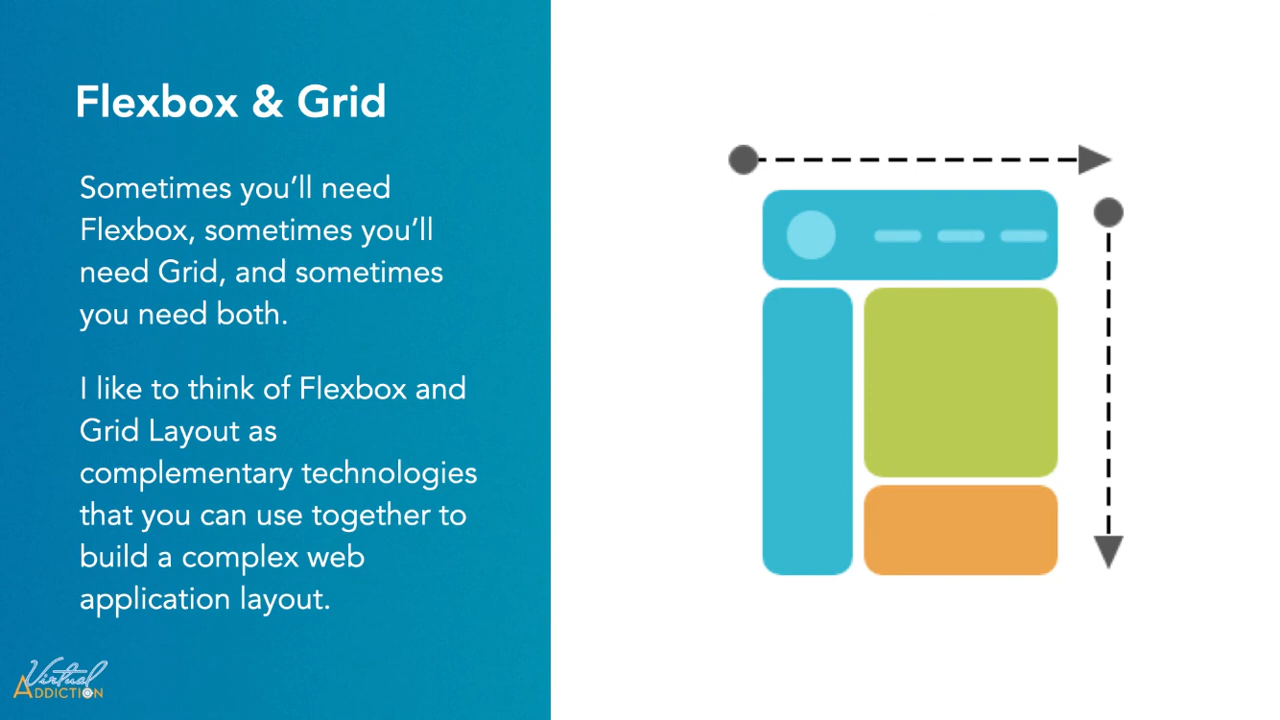 Flexbox & Grid
Sometimes you’ll need
Flexbox, sometimes you’ll
need Grid, and sometimes
you need both.
I like to think of Flexbox and
Grid Layout as
complementary technologies
that you can use together to
build a complex web
application layout.
Virtual
ADDICTION